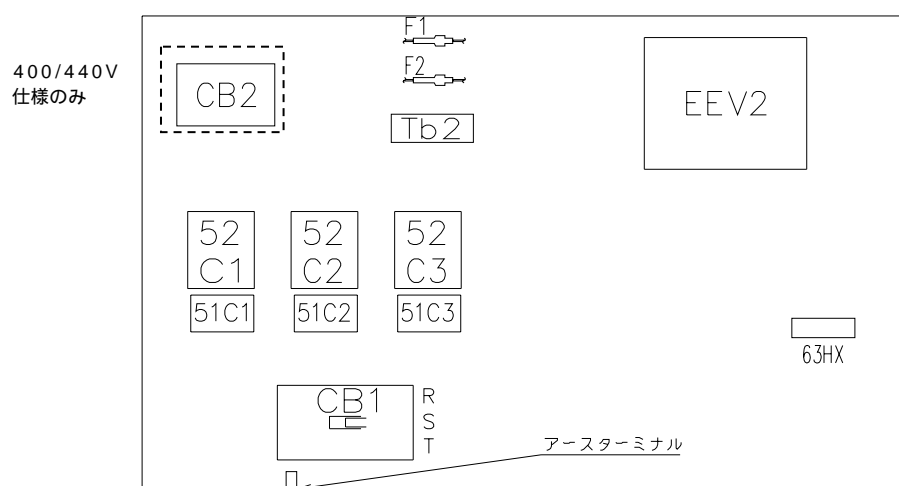 F1
400/440V
仕様のみ
CB2
F2
Tb2
EEV2
52
C1
52
C2
52
C3
51C1
51C2
51C3
63HX
CB1
R
S
T
アースターミナル